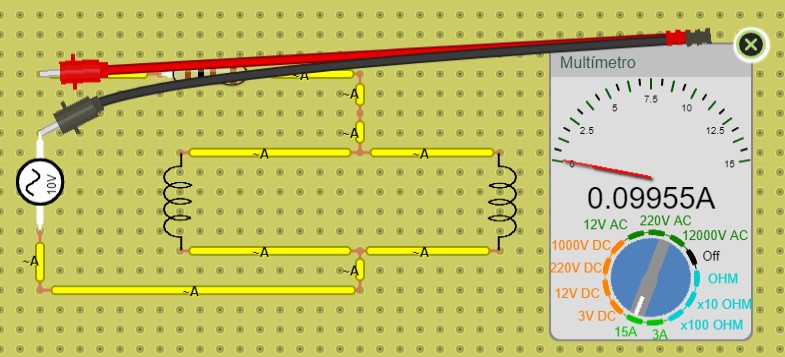 Multímetro
0
2.5
5
7.5
10
12.5
15
0.09955A
12V AC
220V AC
12000V AC
1000V DC
Off
220V DC
OHM
12V DC
x10 OHM
3V DC
x100 OHM
15A
3A
~A
~A
~A
~A
~A
10V
~A
~A
~A
~A
~A